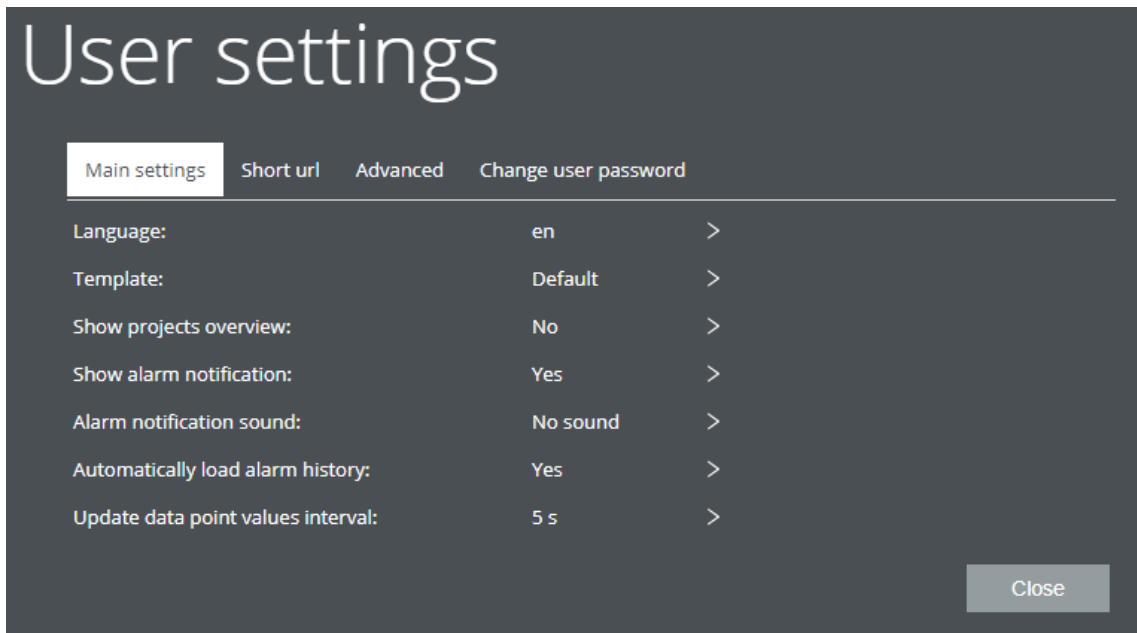 User settings
Main settings Short url Advanced Change user password
Language: en >
Template: Default >
Show projects overview: No >
Show alarm notification: Yes >
Alarm notification sound: No sound >
Automatically load alarm history: Yes >
Update data point values interval: 5 s >
Close